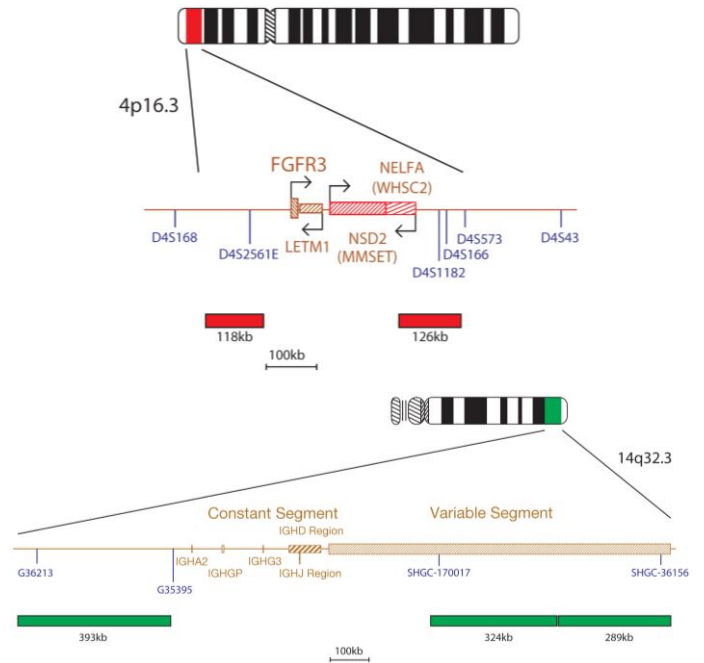 4p16.3
FGFR3
NELFA
(WHSC2)
D4S168
D4S2561E
LETM1
NSD2
(MMSET)
D4S573
D4S166
D4S1182
D4S43
118kb
126kb
100kb
14q32.3
Constant Segment
Variable Segment
IGHD Region
G36213
IGHA2
IGHGP
IGHG3
IGHJ Region
G35395
SHGC-170017
SHGC-36156
393kb
324kb
289kb
100kb